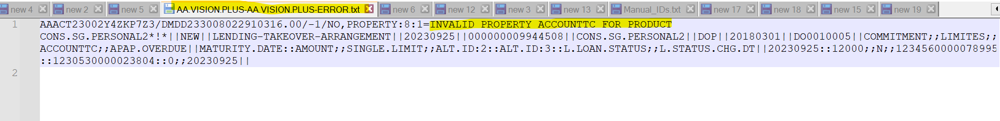 new 4 new 2 new 5 AA.VISION.PLUS-AA.VISION.PLUS-ERROR.txt new 6 new 12 new 3 new 13 Manual_IDs.txt new 17 new 18 new 15 new 19
1 AAACT23002Y4ZKP7Z3/DMDD233008022910316.00/-1/NO,PROPERTY:8:1=INVALID PROPERTY ACCOUNTTC FOR PRODUCT
CONS.SG.PERSONAL2*!*||NEW||LENDING-TAKEOVER-ARRANGEMENT||20230925||000000009944508||CONS.SG.PERSONAL2||DOP||20180301||DO0010005||COMMITMENT;;LIMITES;;
ACCOUNTTC;;APAP.OVERDUE||MATURITY.DATE::AMOUNT;;SINGLE.LIMIT;;ALT.ID:2::ALT.ID:3::L.LOAN.STATUS;;L.STATUS.CHG.DT||20230925::12000;;N;;1234560000078995
::1230530000023804::0;;20230925||
2